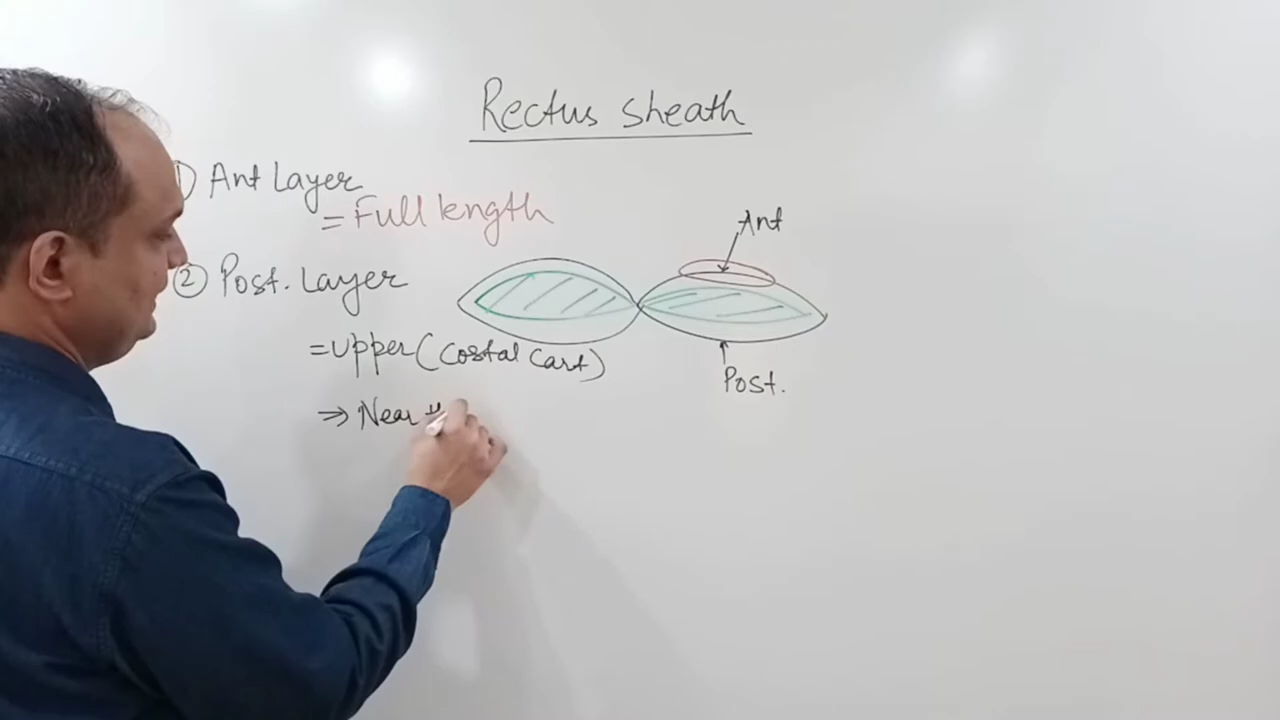 Rectus Sheath
1) Ant Layer
= Full length
Ant
② Post. Layer
= Upper (Costal Cart)
Post.
⇒ Near